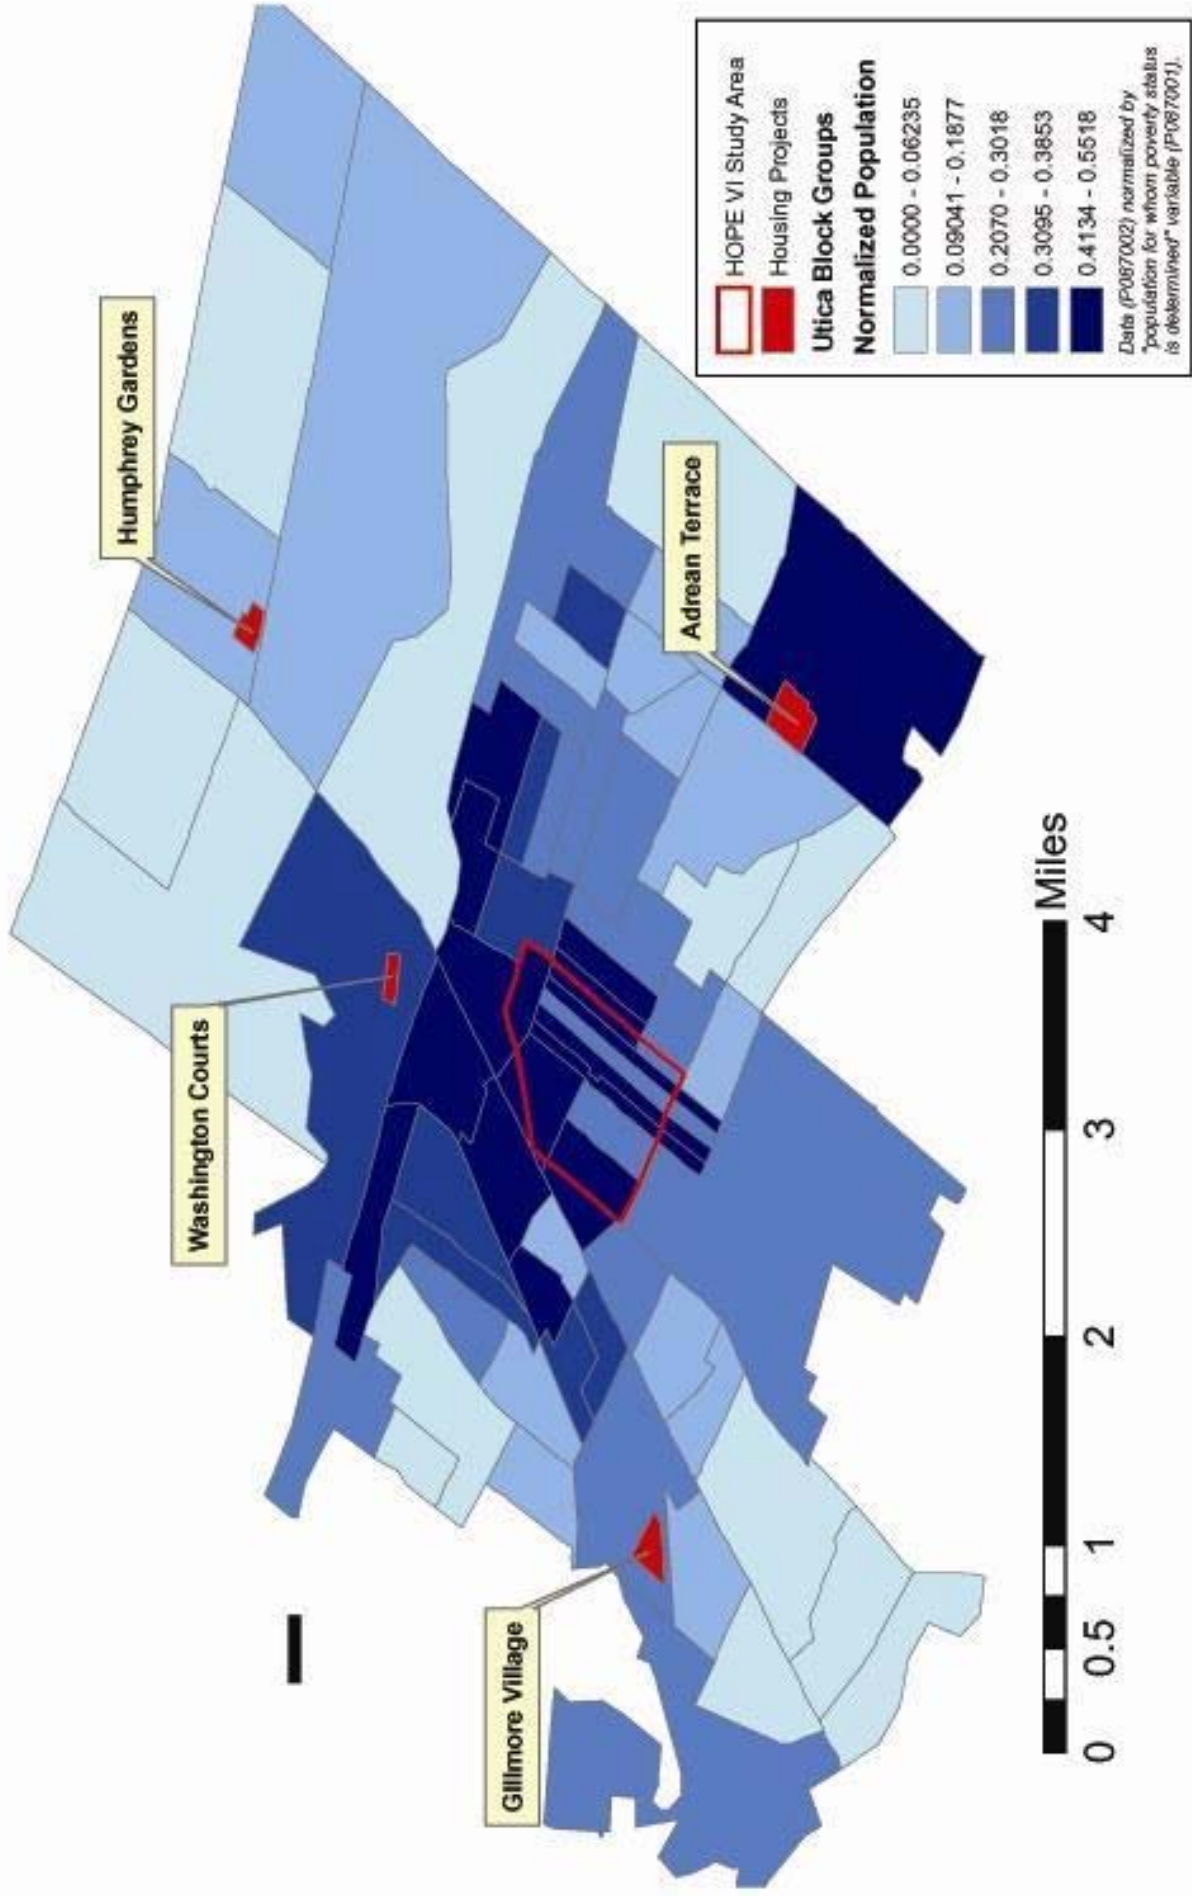 Humphrey Gardens
Washington Courts
Adrean Terrace
Gillmore Village
HOPE VI Study Area
Housing Projects
Utica Block Groups
Normalized Population
0.0000 - 0.06235
0.09041 - 0.1877
0.2070 - 0.3018
0.3095 - 0.3853
0.4134 - 0.5518
Data (P087002) normalized by
"population for whom poverty status
is determined" variable (P087001).
0 0.5 1 2 3 4 Miles